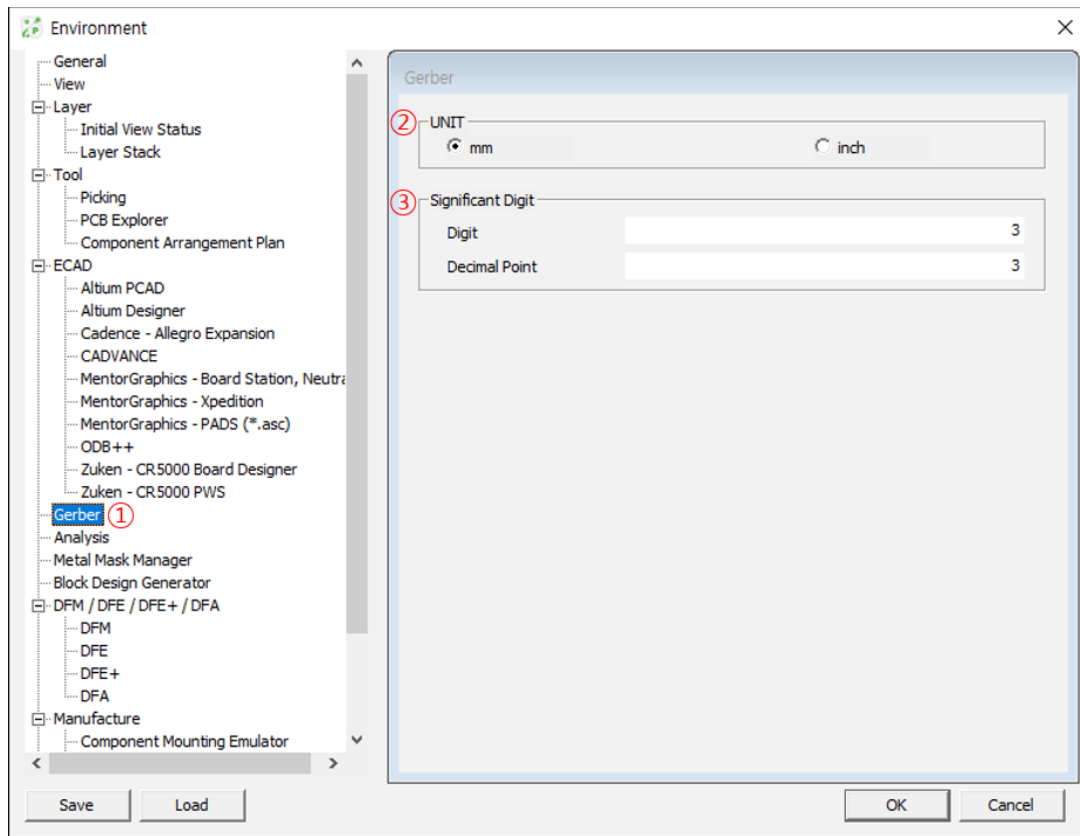 Environment
General
View
Layer
Initial View Status
Layer Stack
Tool
Picking
PCB Explorer
Component Arrangement Plan
ECAD
Altium PCAD
Altium Designer
Cadence - Allegro Expansion
CADVANCE
MentorGraphics - Board Station, Neutra
MentorGraphics - Xpedition
MentorGraphics - PADS (*.asc)
ODB++
Zuken - CR5000 Board Designer
Zuken - CR5000 PWS
Gerber ①
Analysis
Metal Mask Manager
Block Design Generator
DFM / DFE / DFE+ / DFA
DFM
DFE
DFE+
DFA
Manufacture
Component Mounting Emulator
Save Load
Gerber
② UNIT
mm inch
③ Significant Digit
Digit 3
Decimal Point 3
OK Cancel